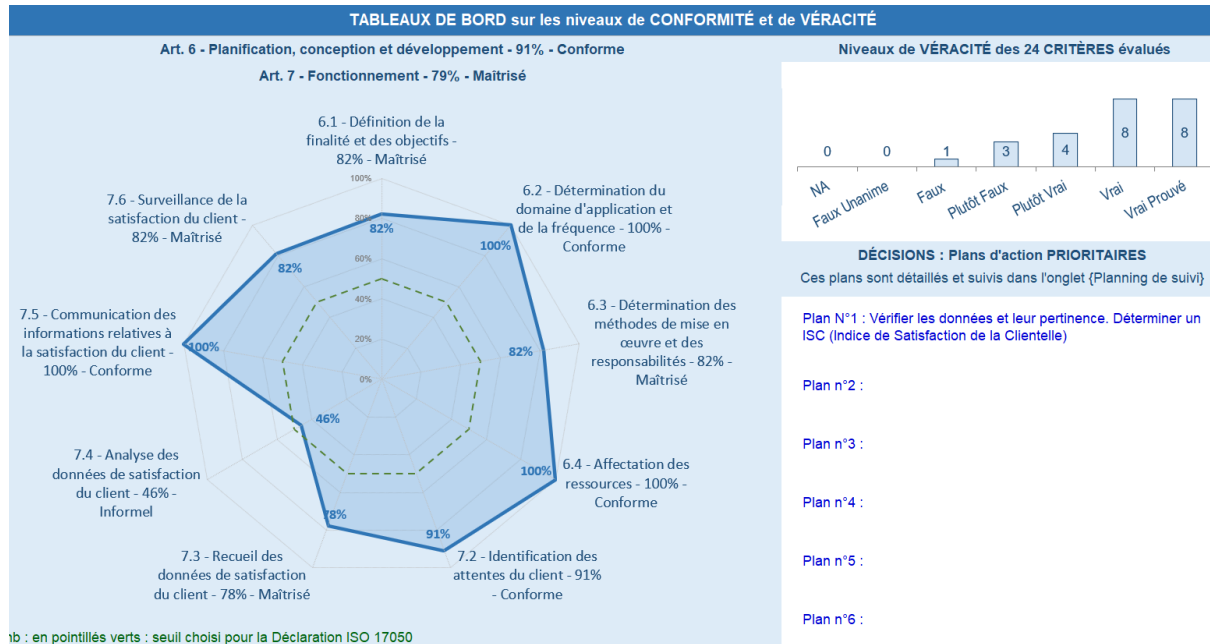 TABLEAUX DE BORD sur les niveaux de CONFORMITÉ et de VÉRACITÉ
Art. 6 - Planification, conception et développement - 91% - Conforme
Art. 7 - Fonctionnement - 79% - Maîtrisé
6.1 - Définition de la
finalité et des objectifs -
82% - Maîtrisé
6.2 - Détermination du
domaine d'application et
de la fréquence - 100% -
Conforme
6.3 - Détermination des
méthodes de mise en
œuvre et des
responsabilités - 82% -
Maîtrisé
6.4 - Affectation des
ressources - 100% -
Conforme
7.2 - Identification des
attentes du client - 91%
- Conforme
7.3 - Recueil des
données de satisfaction
du client - 78% - Maîtrisé
7.4 - Analyse des
données de satisfaction
du client - 46% -
Informel
7.5 - Communication des
informations relatives à
la satisfaction du client -
100% - Conforme
7.6 - Surveillance de la
satisfaction du client -
82% - Maîtrisé
100%
80%
60%
40%
20%
0%
82%
100%
82%
100%
91%
78%
46%
100%
82%
nb : en pointillés verts : seuil choisi pour la Déclaration ISO 17050
Niveaux de VÉRACITÉ des 24 CRITÈRES évalués
0
0
1
3
4
8
8
NA
Faux Unanime
Faux
Plutôt Faux
Plutôt Vrai
Vrai
Vrai Prouvé
DÉCISIONS : Plans d'action PRIORITAIRES
Ces plans sont détaillés et suivis dans l'onglet {Planning de suivi}
Plan N°1 : Vérifier les données et leur pertinence. Déterminer un
ISC (Indice de Satisfaction de la Clientelle)
Plan n°2 :
Plan n°3 :
Plan n°4 :
Plan n°5 :
Plan n°6 :